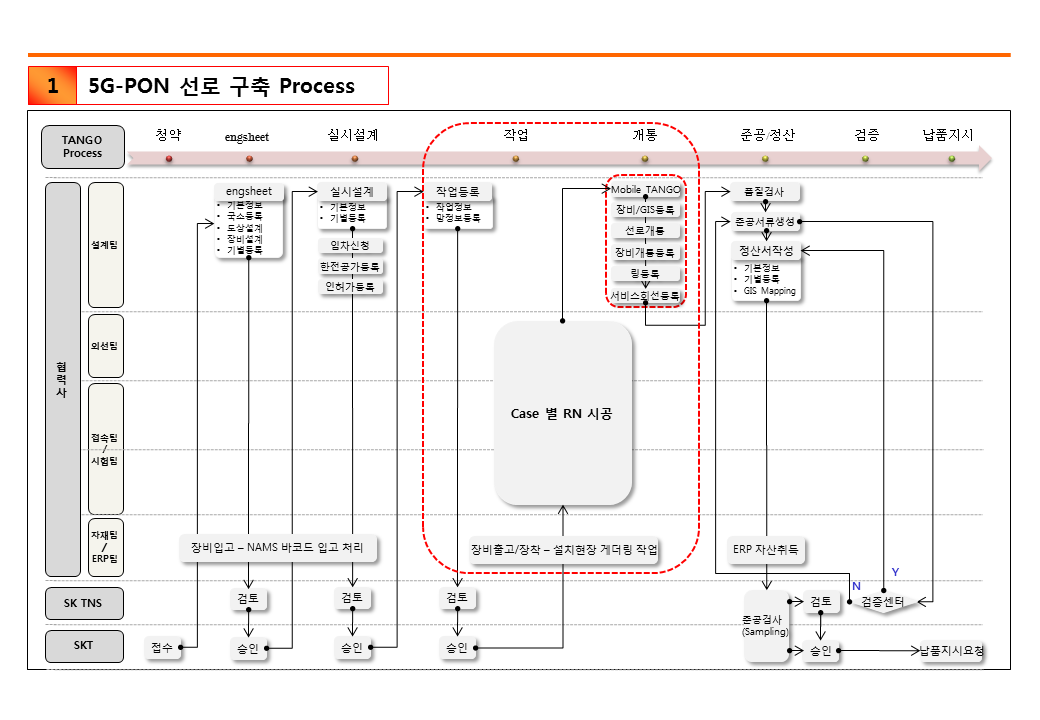 1
5G-PON 선로 구축 Process
TANGO
Process
청약
engsheet
실시설계
작업
개통
준공/정산
검증
납품지시
협
력
사
설계팀
engsheet
• 기본정보
• 국소등록
• 도상설계
• 장비설계
• 기별등록
실시설계
• 기본정보
• 기별등록
임차신청
한전공가등록
인허가등록
작업등록
• 작업정보
• 망정보등록
Mobile TANGO
장비/GIS등록
선로개통
장비개통등록
링등록
서비스회선등록
품질검사
준공서류생성
정산서작성
• 기본정보
• 기별등록
• GIS Mapping
외선팀
접속팀
/
시험팀
Case 별 RN 시공
자재팀
/
ERP팀
장비입고 – NAMS 바코드 입고 처리
장비출고/장착 – 설치현장 게더링 작업
ERP 자산취득
SK TNS
검토
검토
검토
준공검사
(Sampling)
검토
N
Y
검증센터
SKT
접수
승인
승인
승인
승인
납품지시요청